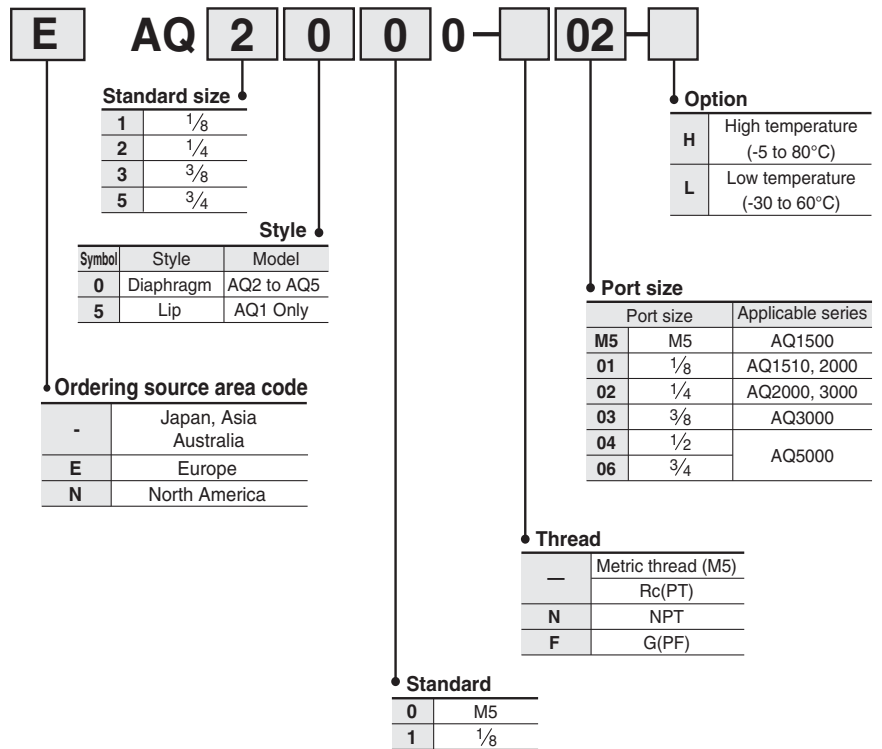 E AQ 2 0 0 0 - 02 -
Standard size
1 1/8
2 1/4
3 3/8
5 3/4
Style
Symbol Style Model
0 Diaphragm AQ2 to AQ5
5 Lip AQ1 Only
Ordering source area code
- Japan, Asia
Australia
E Europe
N North America
Option
H High temperature
(-5 to 80°C)
L Low temperature
(-30 to 60°C)
Port size
Port size Applicable series
M5 M5 AQ1500
01 1/8 AQ1510, 2000
02 1/4 AQ2000, 3000
03 3/8 AQ3000
04 1/2 AQ5000
06 3/4
Thread
— Metric thread (M5)
Rc(PT)
N NPT
F G(PF)
Standard
0 M5
1 1/8